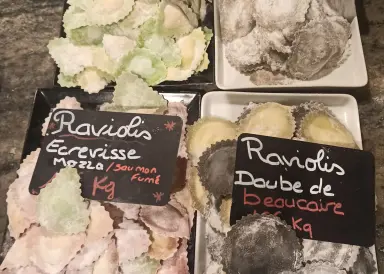 Raviolis
Ecrevisse
Mozza/saumon
fumé
Kg
Raviolis
Daube de
beaucaire
Kg